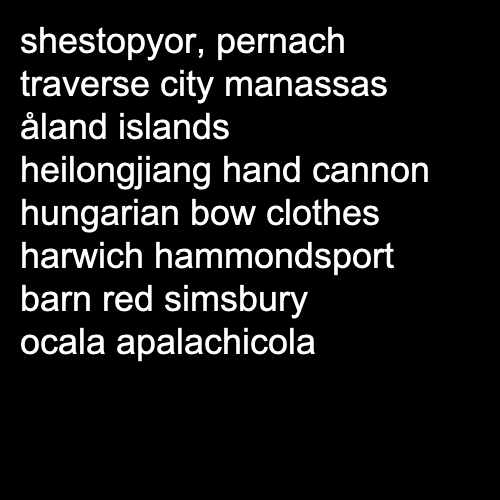 shestopyor, pernach
traverse city manassas
åland islands
heilongjiang hand cannon
hungarian bow clothes
harwich hammondsport
barn red simsbury
ocala apalachicola